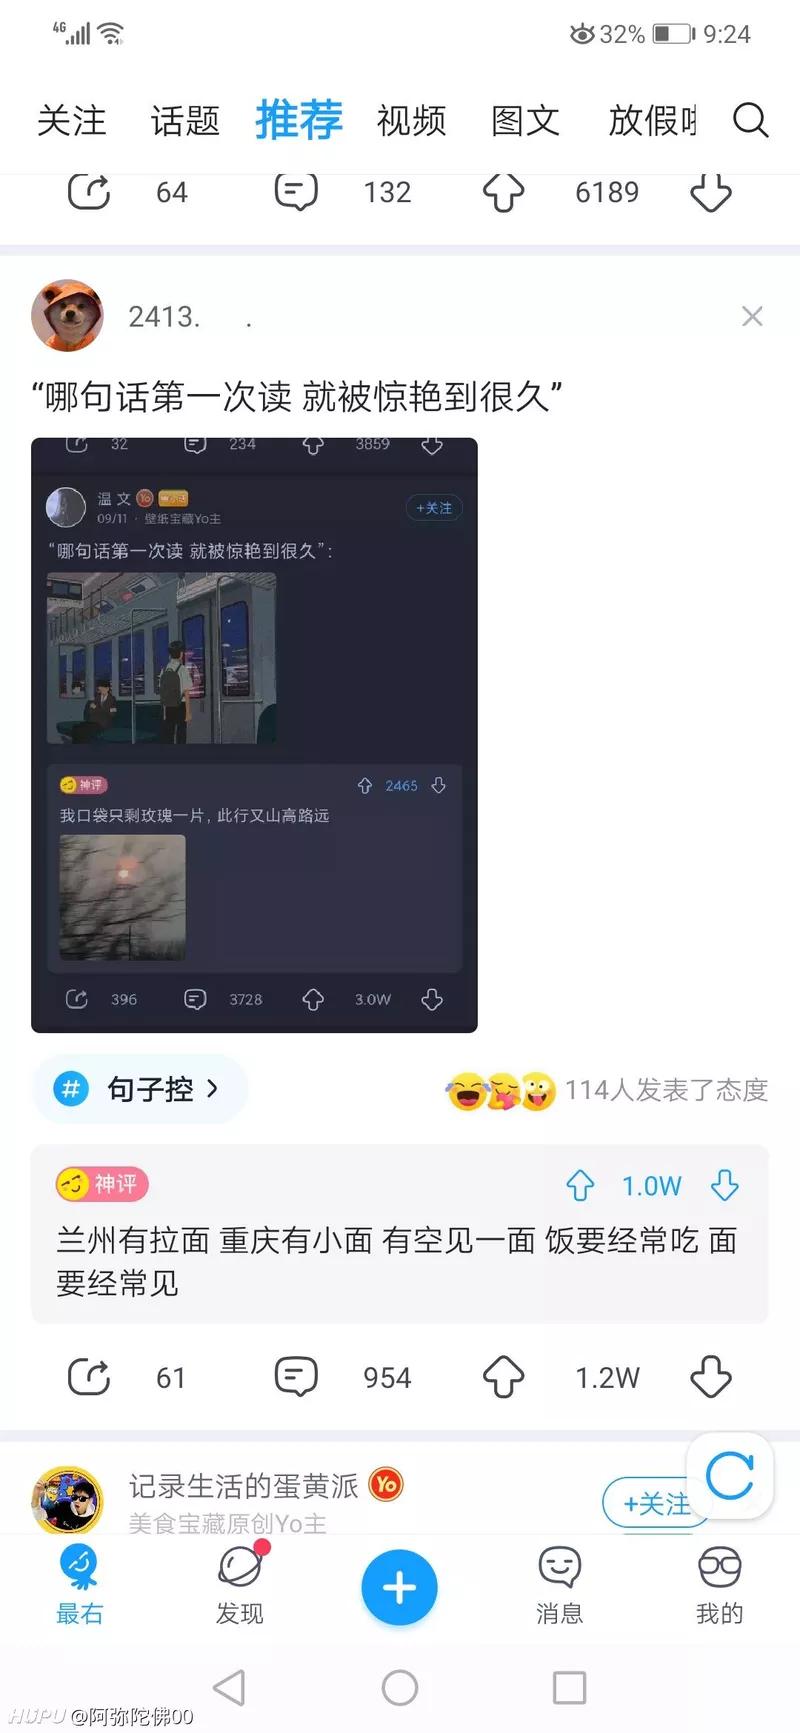 4G 32% 9:24
关注 话题 推荐 视频 图文 放假
64 132 6189
2413. .
“哪句话第一次读 就被惊艳到很久”
32 234 3859
温 文 Yo
+关注
09/11 · 壁纸宝藏Yo主
“哪句话第一次读 就被惊艳到很久”:
神评 2465
我口袋只剩玫瑰一片, 此行又山高路远
396 3728 3.0W
# 句子控 > 114人发表了态度
神评 1.0W
兰州有拉面 重庆有小面 有空见一面 饭要经常吃 面
要经常见
61 954 1.2W
记录生活的蛋黄派 Yo
+关注
美食宝藏原创Yo主
最右 发现 消息 我的
HUPU @阿弥陀佛00